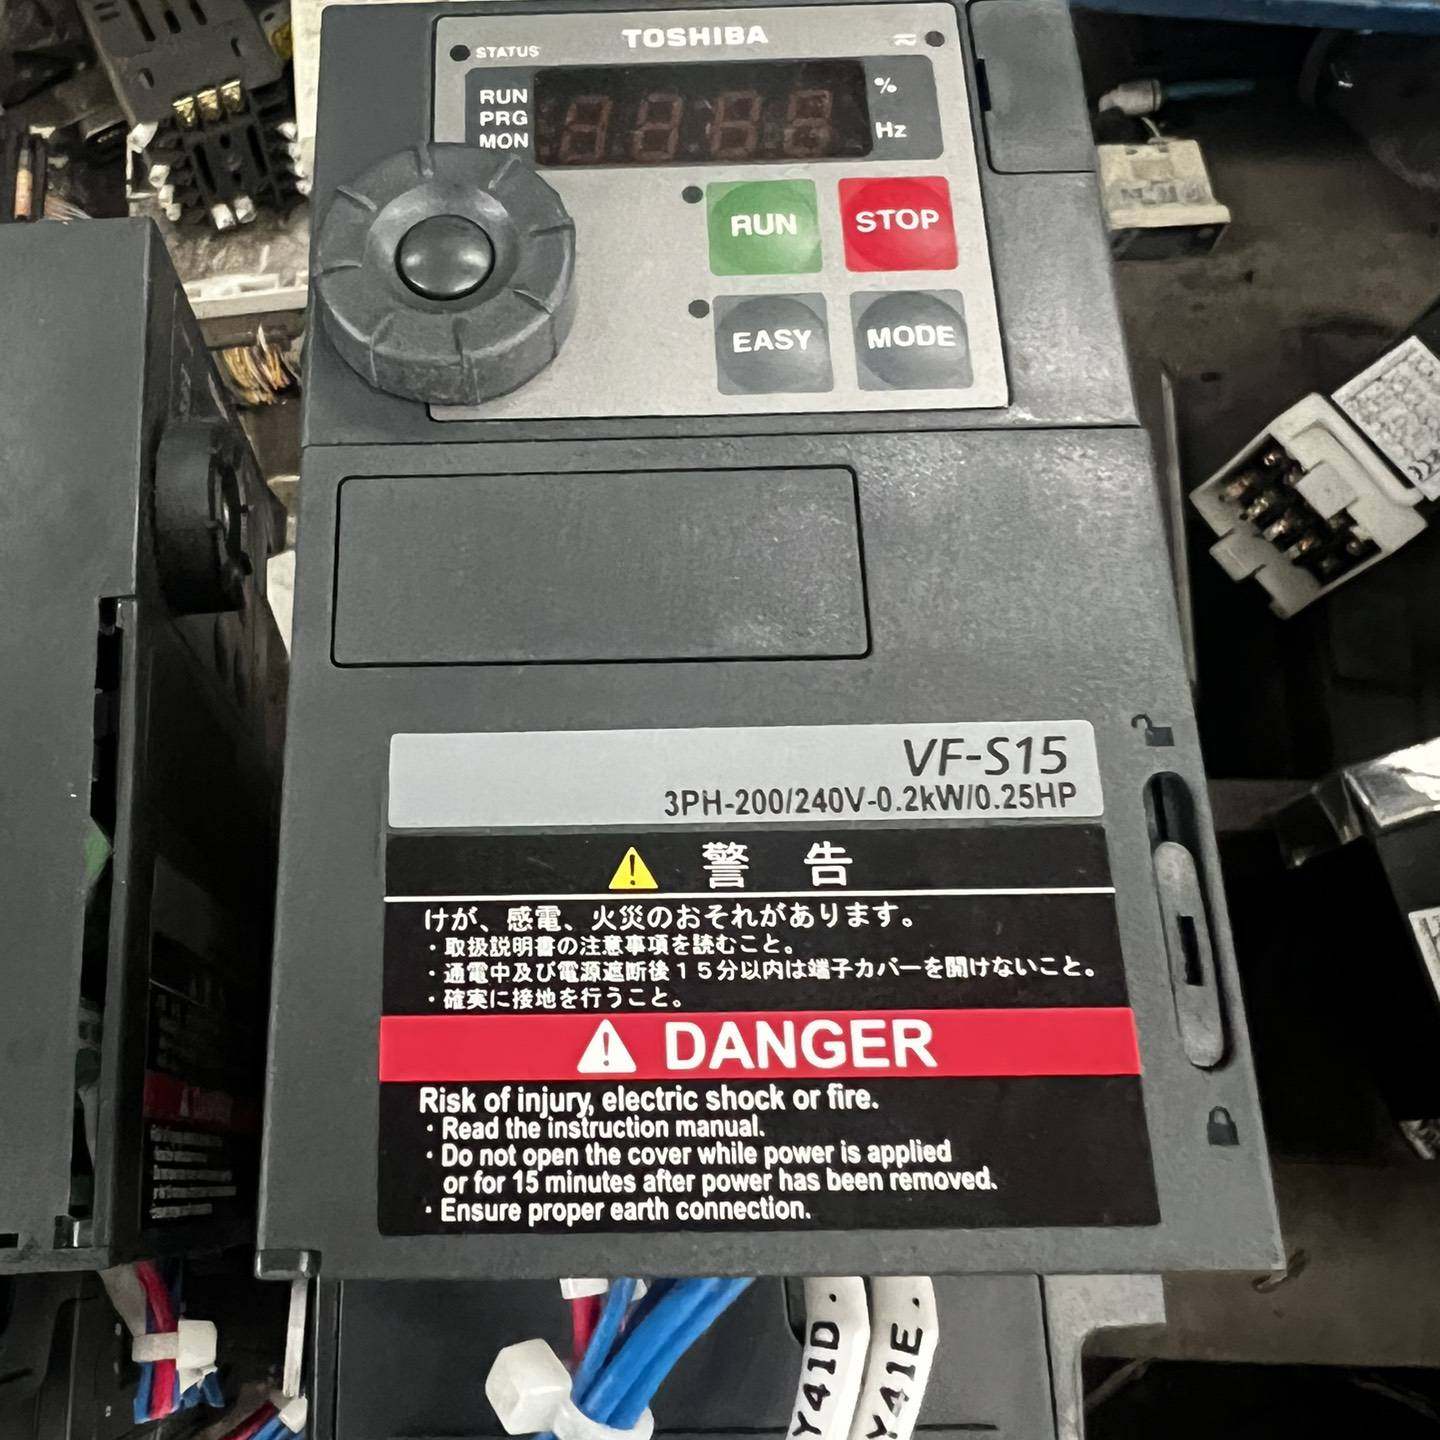 TOSHIBA
STATUS
RUN
PRG
MON
%
Hz
RUN
STOP
EASY
MODE
VF-S15
3PH-200/240V-0.2kW/0.25HP
警 告
けが、感電、火災のおそれがあります。
・取扱説明書の注意事項を読むこと。
・通電中及び電源遮断後15分以内は端子カバーを開けないこと。
・確実に接地を行うこと。
DANGER
Risk of injury, electric shock or fire.
・Read the instruction manual.
・Do not open the cover while power is applied
or for 15 minutes after power has been removed.
・Ensure proper earth connection.
Y41D.
Y41E.